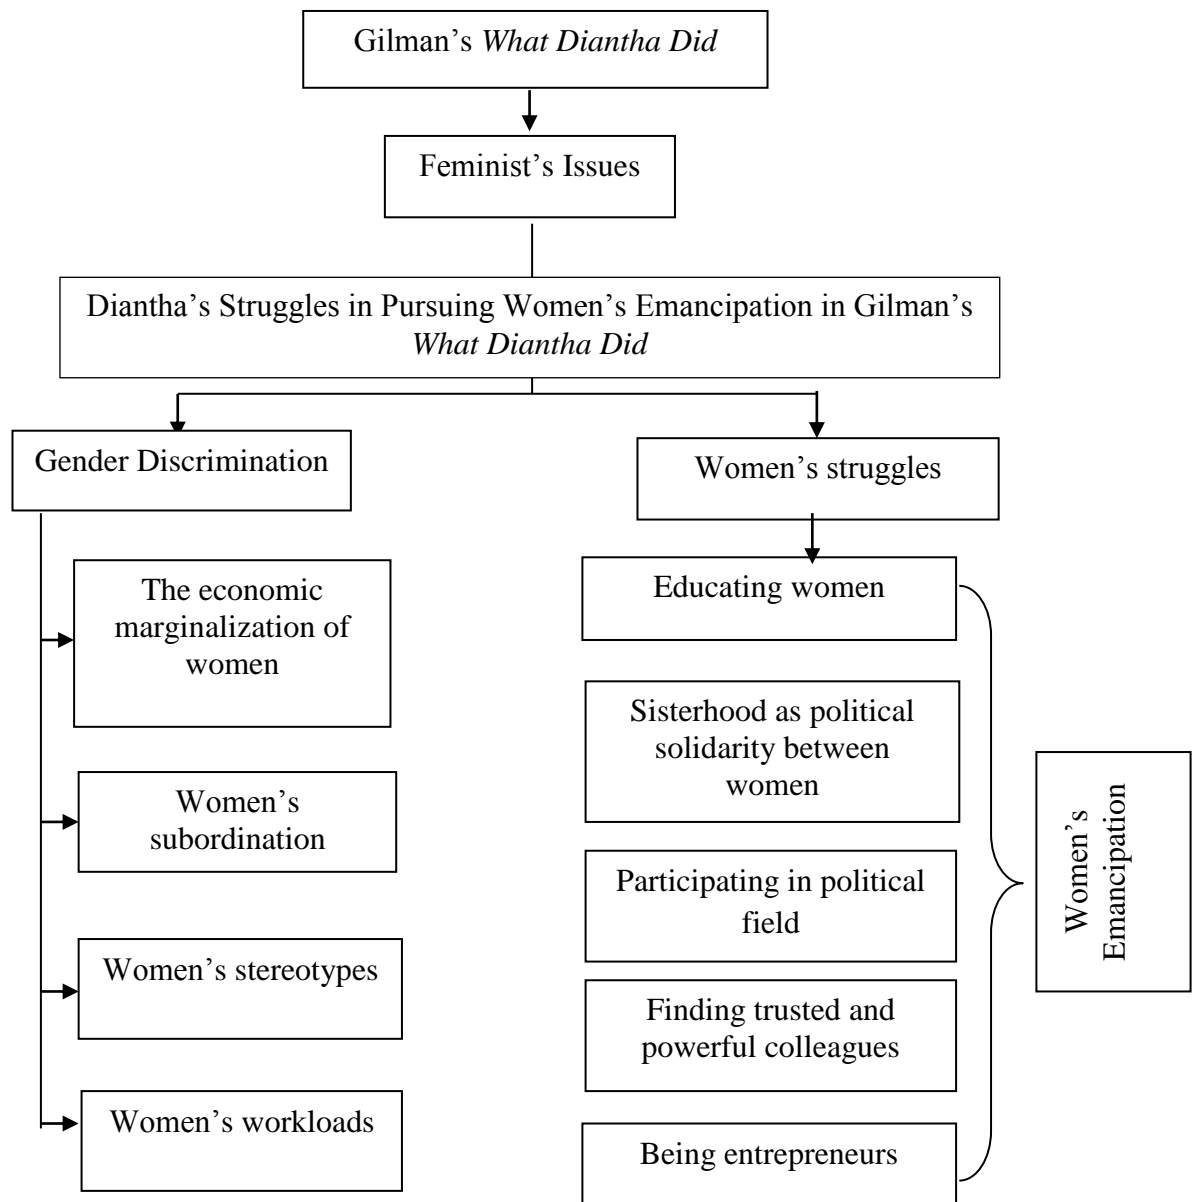 Gilman’s What Diantha Did
Feminist’s Issues
Diantha’s Struggles in Pursuing Women’s Emancipation in Gilman’s
What Diantha Did
Gender Discrimination
The economic
marginalization of
women
Women’s
subordination
Women’s stereotypes
Women’s workloads
Women’s struggles
Educating women
Sisterhood as political
solidarity between
women
Participating in political
field
Finding trusted and
powerful colleagues
Being entrepreneurs
Women’s
Emancipation